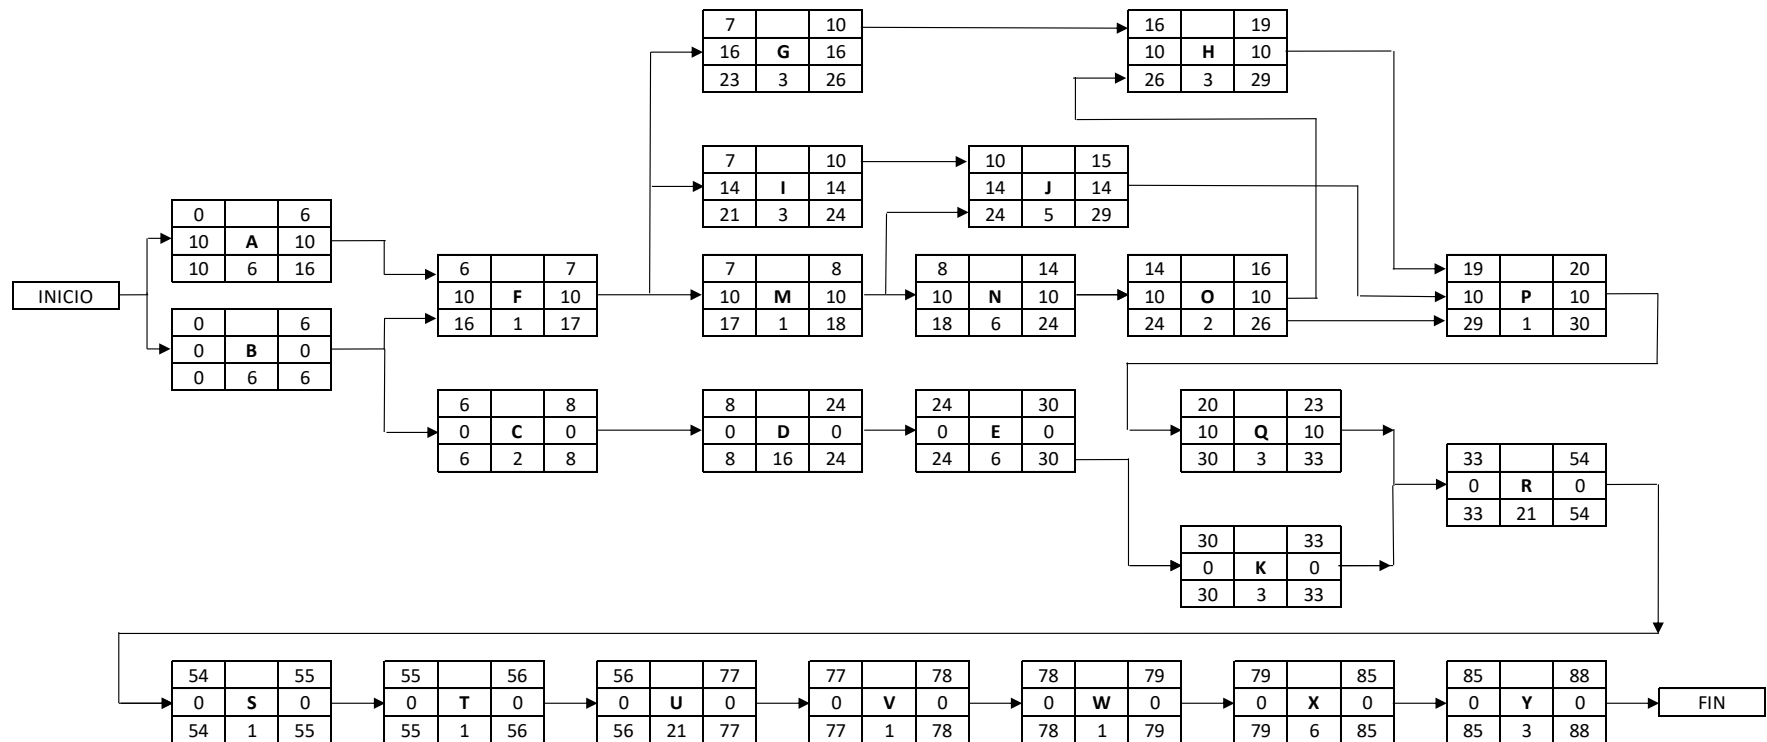 7 10
16 G 16
23 3 26
16 19
10 H 10
26 3 29
7 10
14 I 14
21 3 24
10 15
14 J 14
24 5 29
0 6
10 A 10
10 6 16
INICIO
0 6
0 B 0
0 6 6
6 7
10 F 10
16 1 17
7 8
10 M 10
17 1 18
8 14
10 N 10
18 6 24
14 16
10 O 10
24 2 26
19 20
10 P 10
29 1 30
6 8
0 C 0
6 2 8
8 24
0 D 0
8 16 24
24 30
0 E 0
24 6 30
20 23
10 Q 10
30 3 33
30 33
0 K 0
30 3 33
33 54
0 R 0
33 21 54
54 55
0 S 0
54 1 55
55 56
0 T 0
55 1 56
56 77
0 U 0
56 21 77
77 78
0 V 0
77 1 78
78 79
0 W 0
78 1 79
79 85
0 X 0
79 6 85
85 88
0 Y 0
85 3 88
FIN